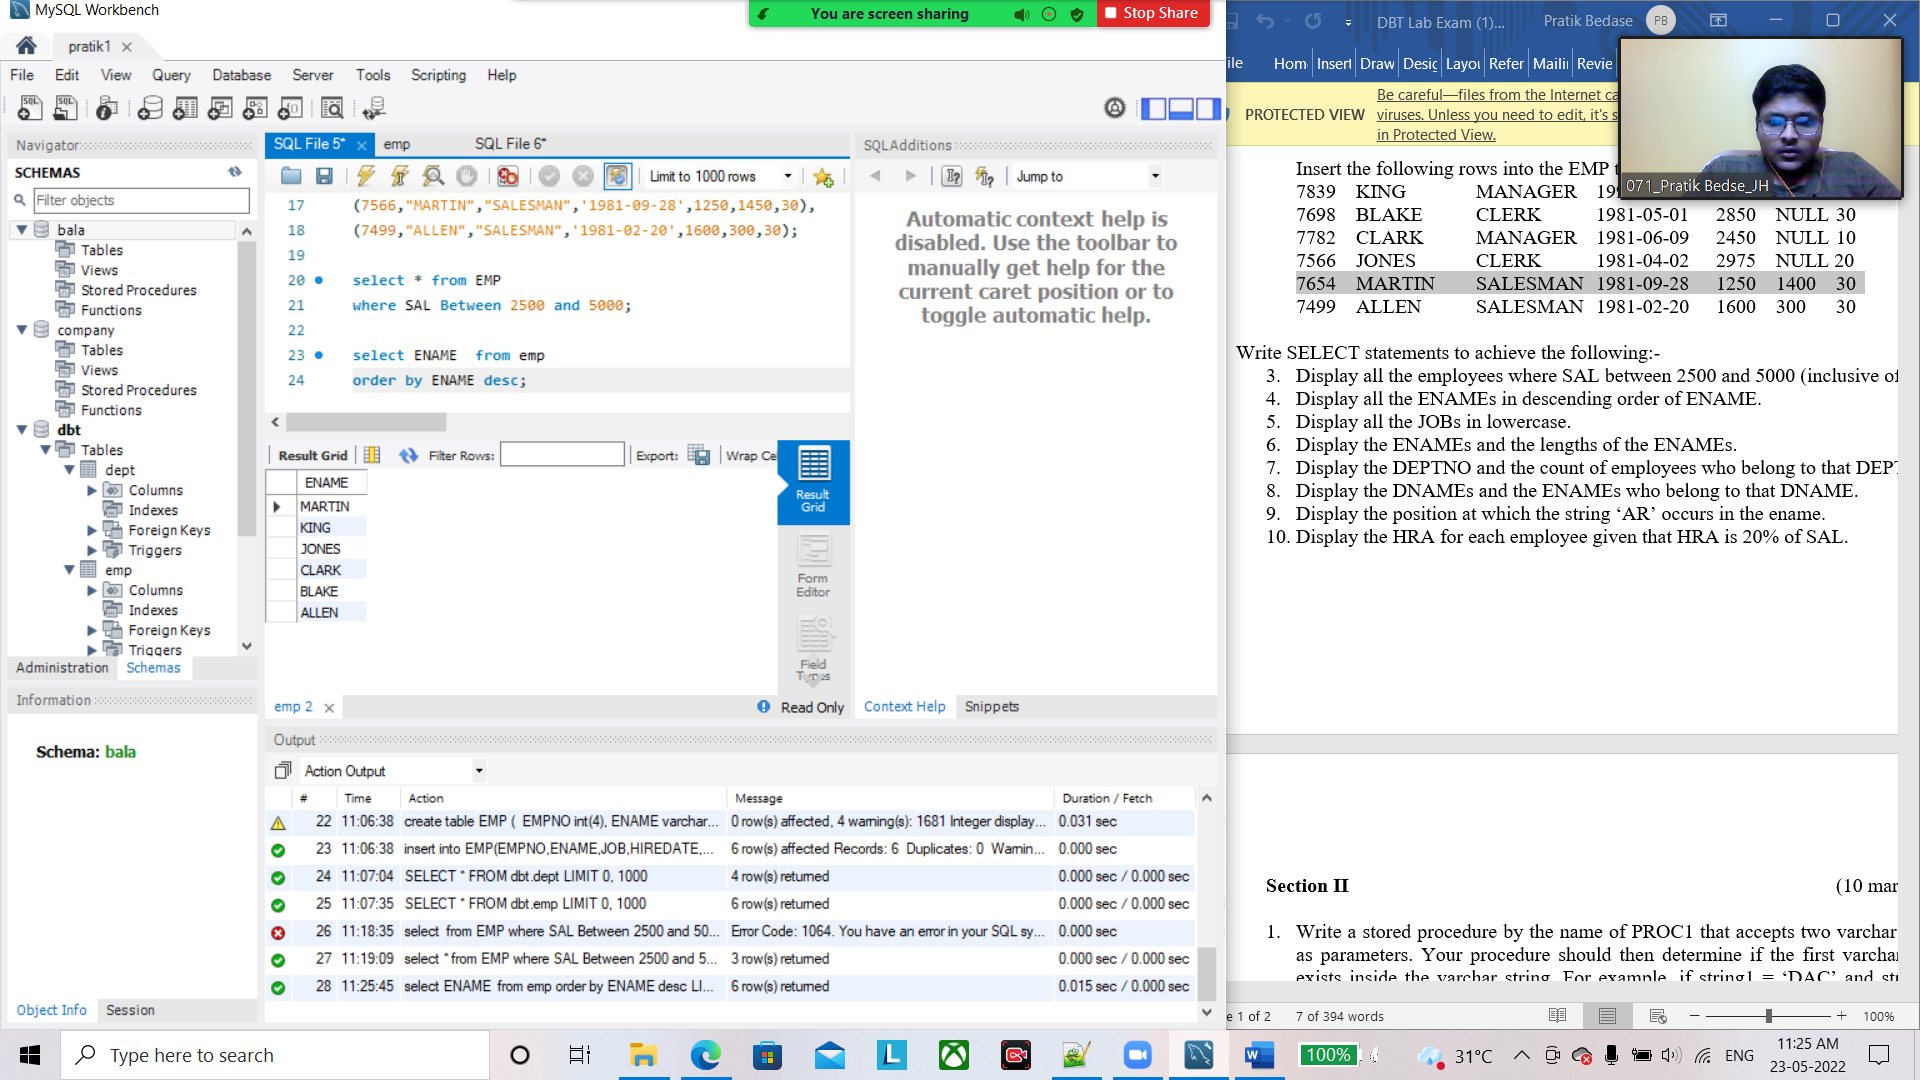 MySQL Workbench
You are screen sharing
Stop Share
pratik1
File Edit View Query Database Server Tools Scripting Help
Navigator
SCHEMAS
Filter objects
bala
Tables
Views
Stored Procedures
Functions
company
Tables
Views
Stored Procedures
Functions
dbt
Tables
dept
Columns
Indexes
Foreign Keys
Triggers
emp
Columns
Indexes
Foreign Keys
Triggers
Administration Schemas
Information
Schema: bala
Object Info Session
SQL File 5* emp SQL File 6*
Limit to 1000 rows
17 (7566,"MARTIN","SALESMAN",'1981-09-28',1250,1450,30),
18 (7499,"ALLEN","SALESMAN",'1981-02-20',1600,300,30);
19
20 select * from EMP
21 where SAL Between 2500 and 5000;
22
23 select ENAME from emp
24 order by ENAME desc;
Result Grid Filter Rows: Export: Wrap Ce
ENAME
MARTIN
KING
JONES
CLARK
BLAKE
ALLEN
Result Grid
Form Editor
Field Types
emp 2 Read Only
SQLAdditions
Jump to
Automatic context help is
disabled. Use the toolbar to
manually get help for the
current caret position or to
toggle automatic help.
Context Help Snippets
Output
Action Output
# Time Action Message Duration / Fetch
22 11:06:38 create table EMP ( EMPNO int(4), ENAME varchar... 0 row(s) affected, 4 warning(s): 1681 Integer display... 0.031 sec
23 11:06:38 insert into EMP(EMPNO,ENAME,JOB,HIREDATE,... 6 row(s) affected Records: 6 Duplicates: 0 Warnin... 0.000 sec
24 11:07:04 SELECT * FROM dbt.dept LIMIT 0, 1000 4 row(s) returned 0.000 sec / 0.000 sec
25 11:07:35 SELECT * FROM dbt.emp LIMIT 0, 1000 6 row(s) returned 0.000 sec / 0.000 sec
26 11:18:35 select from EMP where SAL Between 2500 and 50... Error Code: 1064. You have an error in your SQL sy... 0.000 sec
27 11:19:09 select * from EMP where SAL Between 2500 and 5... 3 row(s) returned 0.000 sec / 0.000 sec
28 11:25:45 select ENAME from emp order by ENAME desc LI... 6 row(s) returned 0.015 sec / 0.000 sec
DBT Lab Exam (1)... Pratik Bedase PB
ile Hom Insert Draw Desig Layou Refer Mailin Revie
PROTECTED VIEW
Be careful—files from the Internet ca
viruses. Unless you need to edit, it's s
in Protected View.
071_Pratik Bedse_JH
Insert the following rows into the EMP t
7839 KING MANAGER 19
7698 BLAKE CLERK 1981-05-01 2850 NULL 30
7782 CLARK MANAGER 1981-06-09 2450 NULL 10
7566 JONES CLERK 1981-04-02 2975 NULL 20
7654 MARTIN SALESMAN 1981-09-28 1250 1400 30
7499 ALLEN SALESMAN 1981-02-20 1600 300 30
Write SELECT statements to achieve the following:-
3. Display all the employees where SAL between 2500 and 5000 (inclusive of
4. Display all the ENAMEs in descending order of ENAME.
5. Display all the JOBs in lowercase.
6. Display the ENAMEs and the lengths of the ENAMEs.
7. Display the DEPTNO and the count of employees who belong to that DEPT
8. Display the DNAMEs and the ENAMEs who belong to that DNAME.
9. Display the position at which the string ‘AR’ occurs in the ename.
10. Display the HRA for each employee given that HRA is 20% of SAL.
Section II (10 mar
1. Write a stored procedure by the name of PROC1 that accepts two varchar
as parameters. Your procedure should then determine if the first varcha
exists inside the varchar string. For example, if string1 = ‘DAC’ and st
e 1 of 2 7 of 394 words 100%
Type here to search
100% 31°C ENG 11:25 AM
23-05-2022